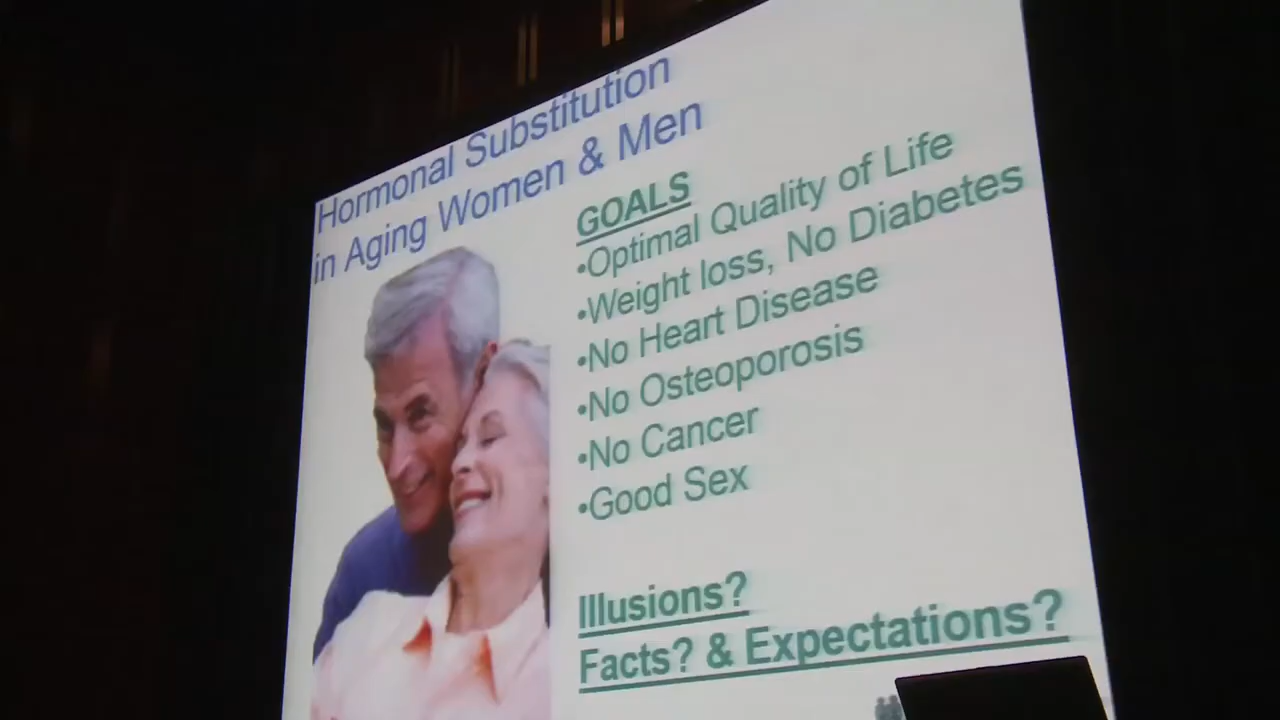 Hormonal Substitution
in Aging Women & Men
GOALS
•Optimal Quality of Life
•Weight loss, No Diabetes
•No Heart Disease
•No Osteoporosis
•No Cancer
•Good Sex
Illusions?
Facts? & Expectations?